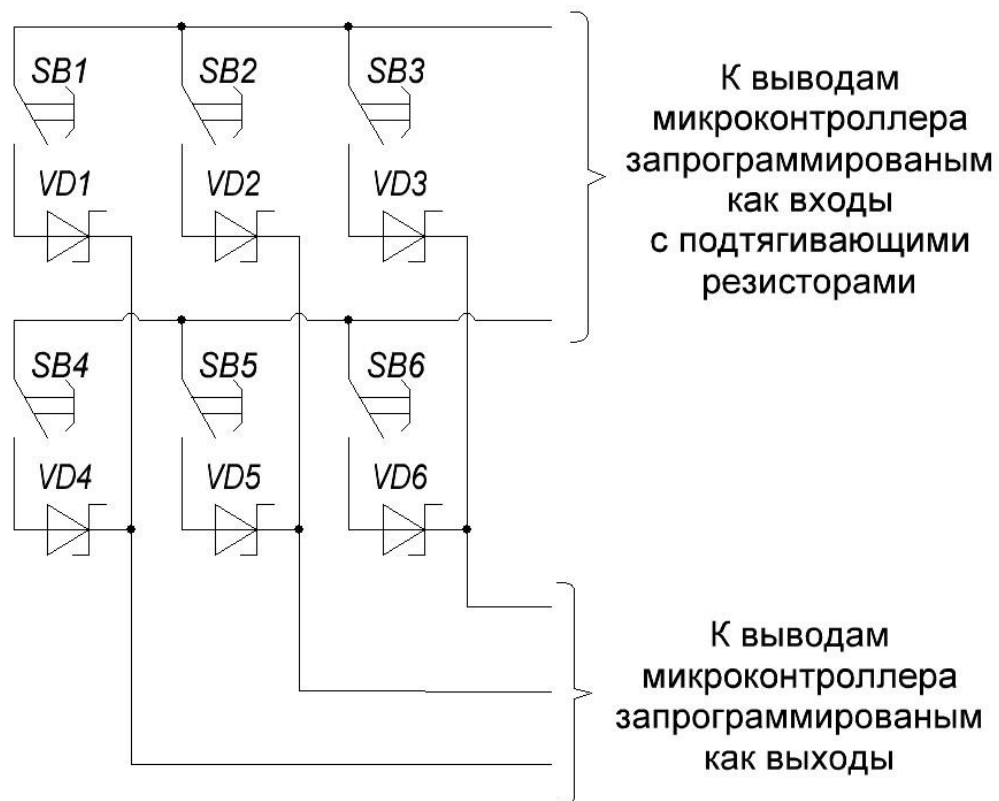 SB1 SB2 SB3
VD1 VD2 VD3
К выводам
микроконтроллера
запрограммированым
как входы
с подтягивающими
резисторами
SB4 SB5 SB6
VD4 VD5 VD6
К выводам
микроконтроллера
запрограммированым
как выходы